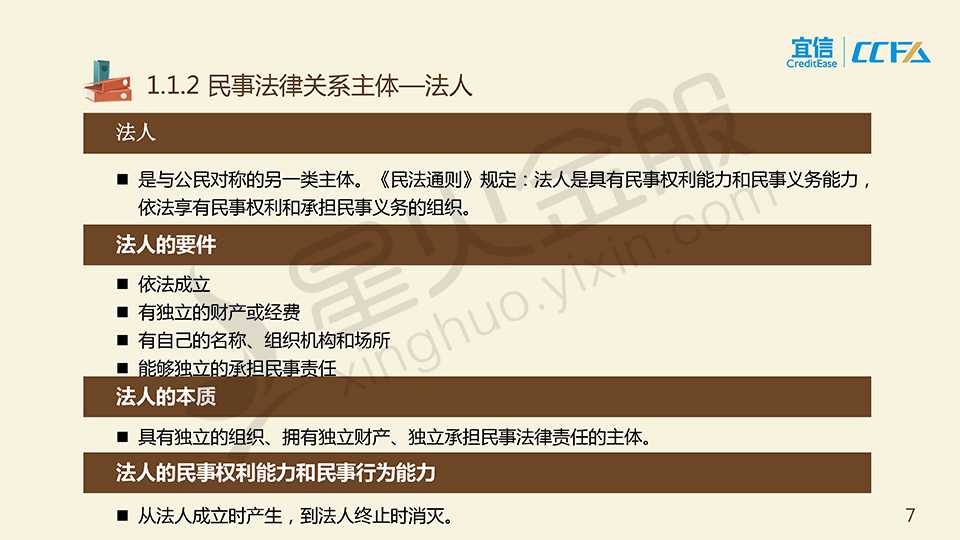 宜信
CreditEase
CCFA
1.1.2 民事法律关系主体—法人
法人
■ 是与公民对称的另一类主体。《民法通则》规定：法人是具有民事权利能力和民事义务能力，
依法享有民事权利和承担民事义务的组织。
法人的要件
■ 依法成立
■ 有独立的财产或经费
■ 有自己的名称、组织机构和场所
■ 能够独立的承担民事责任
法人的本质
■ 具有独立的组织、拥有独立财产、独立承担民事法律责任的主体。
法人的民事权利能力和民事行为能力
■ 从法人成立时产生，到法人终止时消灭。
7
星火金服
xinghuo.yixin.com